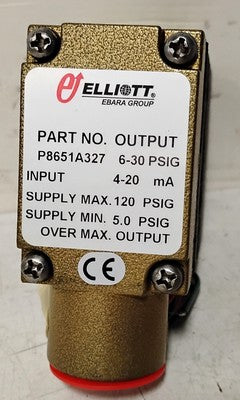 ELLIOTT®
EBARA GROUP
PART NO. OUTPUT
P8651A327 6-30 PSIG
INPUT 4-20 mA
SUPPLY MAX. 120 PSIG
SUPPLY MIN. 5.0 PSIG
OVER MAX. OUTPUT
CE